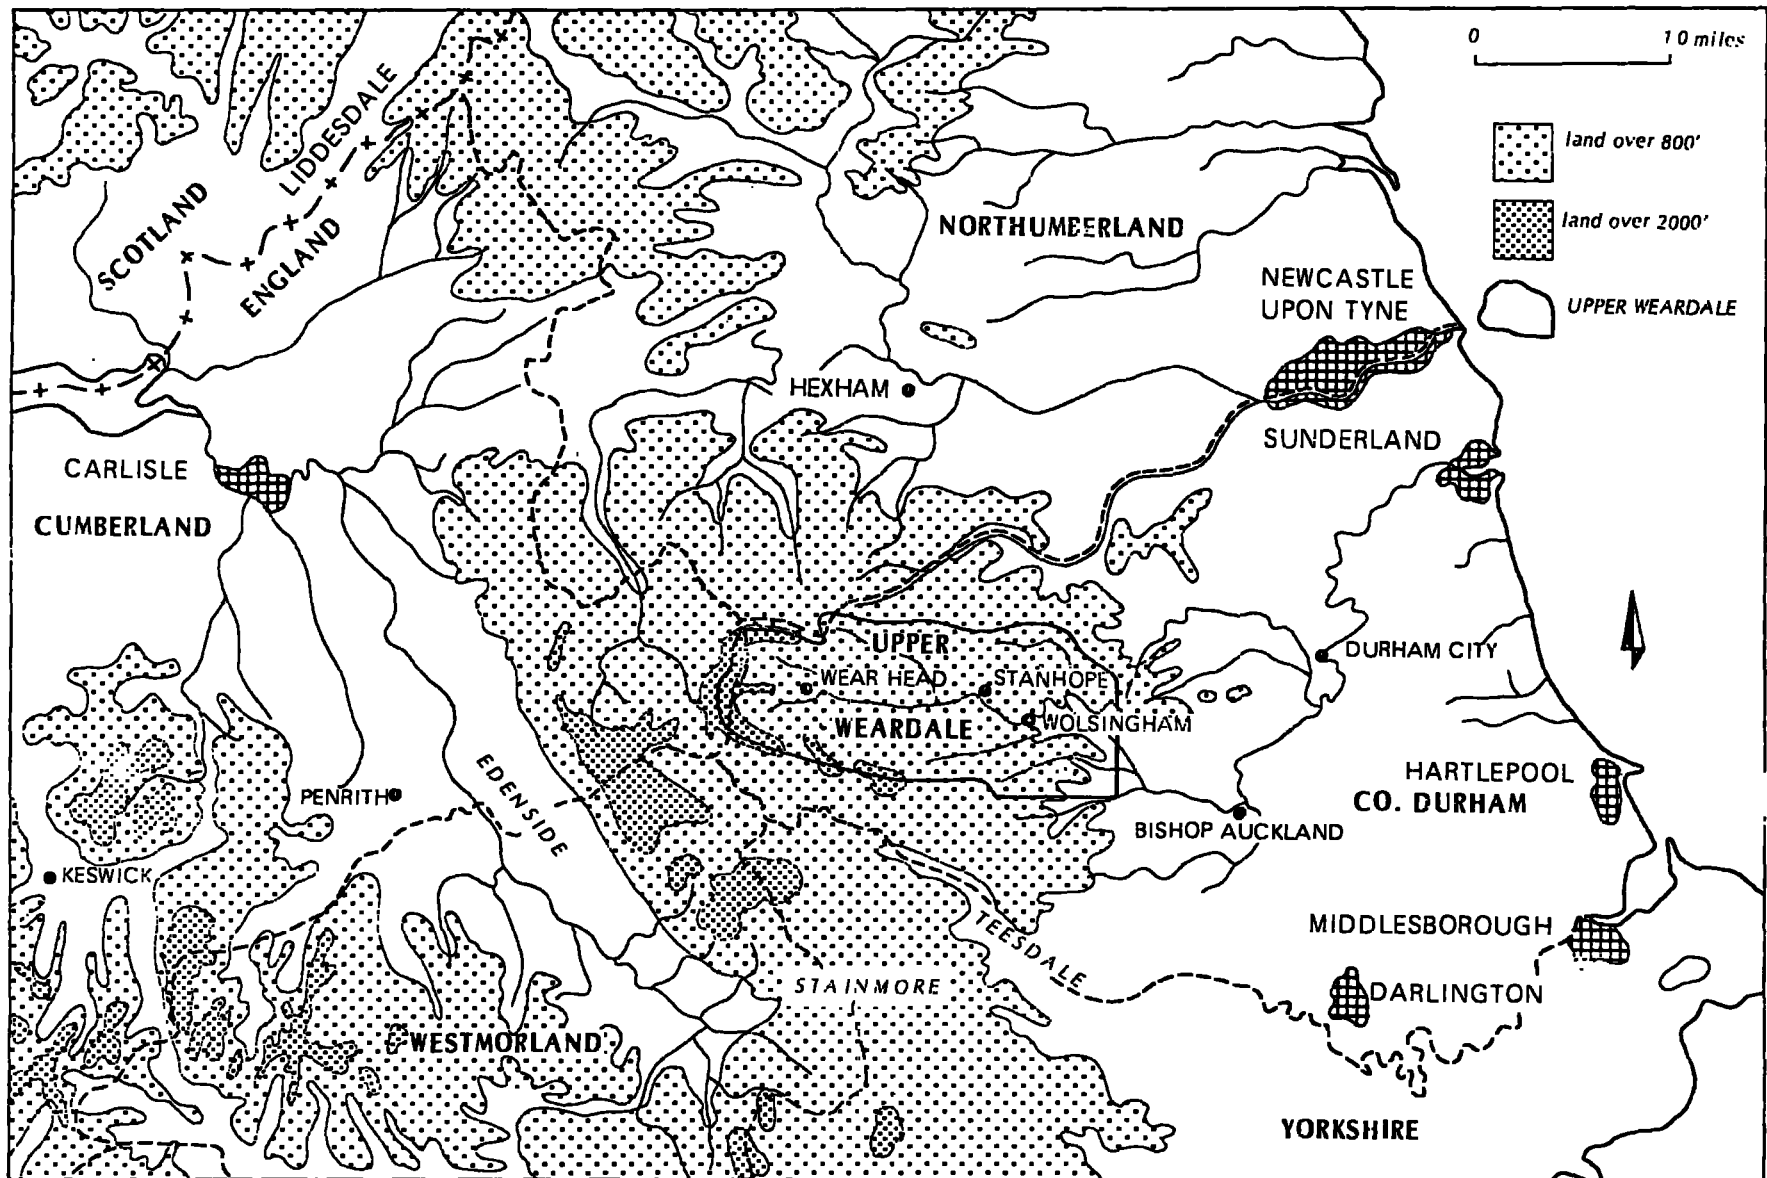 0 10 miles
land over 800'
land over 2000'
UPPER WEARDALE
LIDDESDALE
SCOTLAND
ENGLAND
NORTHUMBERLAND
NEWCASTLE
UPON TYNE
HEXHAM
SUNDERLAND
CARLISLE
CUMBERLAND
UPPER
WEARDALE
WEAR HEAD
STANHOPE
WOLSINGHAM
DURHAM CITY
EDENSIDE
PENRITH
HARTLEPOOL
CO. DURHAM
BISHOP AUCKLAND
KESWICK
MIDDLESBOROUGH
TEESDALE
STAINMORE
DARLINGTON
WESTMORLAND
YORKSHIRE